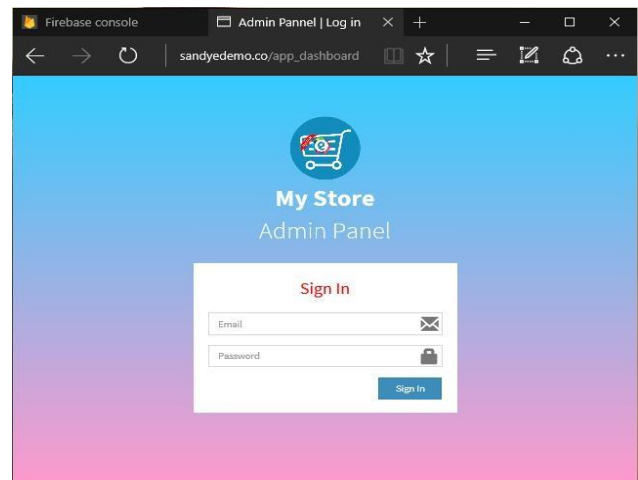 Firebase console
Admin Pannel | Log in
sandyedemo.co/app_dashboard
My Store
Admin Panel
Sign In
Email
Password
Sign In